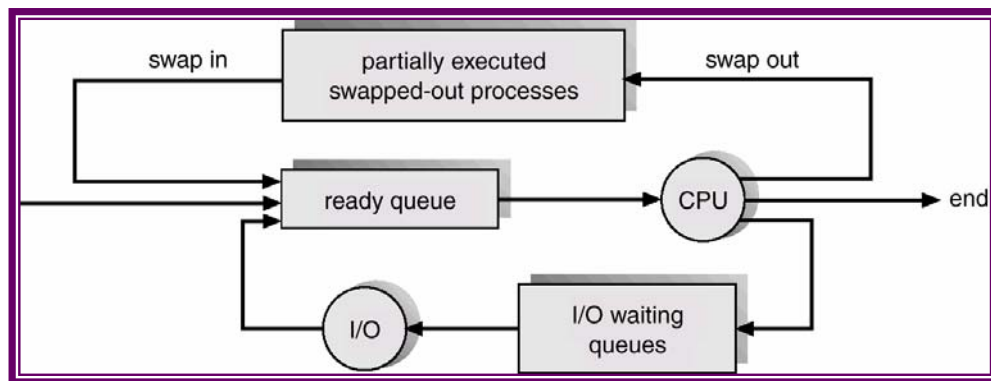 swap in
partially executed
swapped-out processes
swap out
ready queue
CPU
end
I/O
I/O waiting
queues